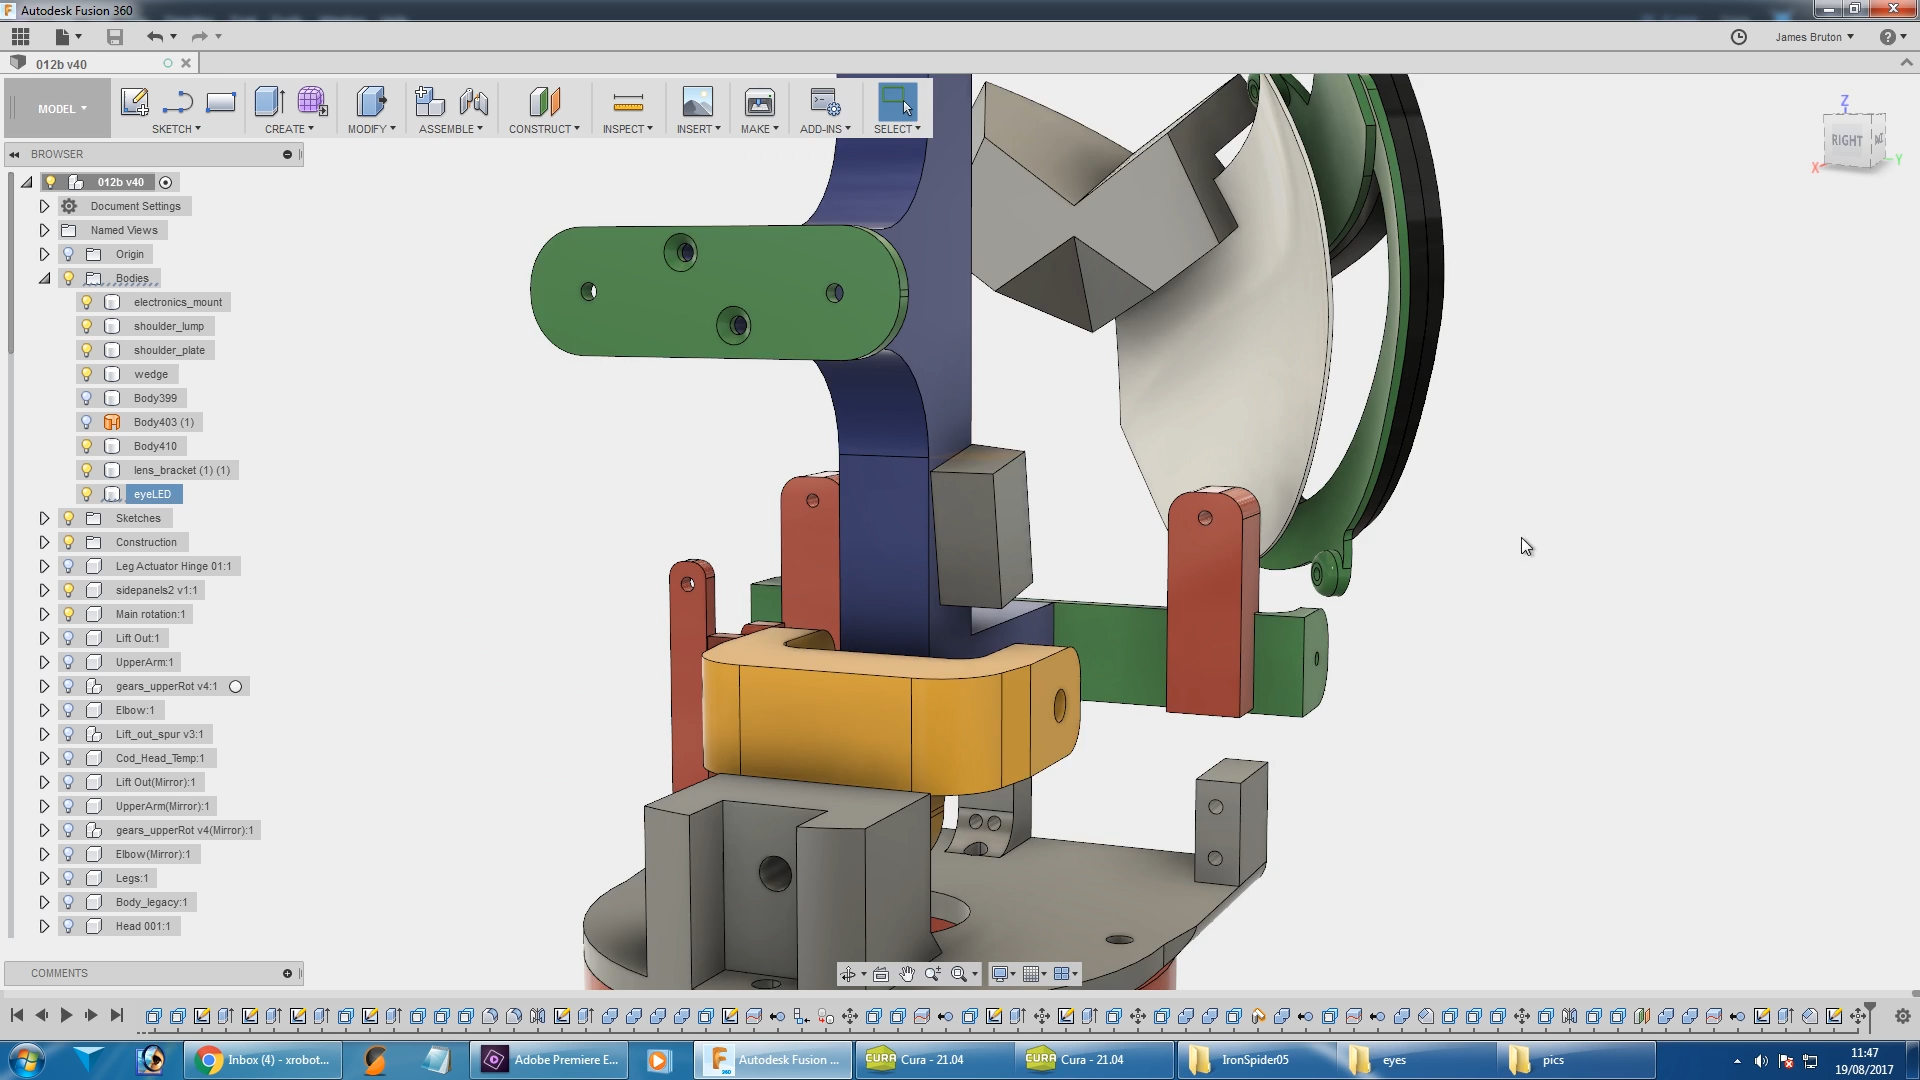 Autodesk Fusion 360
James Bruton
012b v40
MODEL
SKETCH
CREATE
MODIFY
ASSEMBLE
CONSTRUCT
INSPECT
INSERT
MAKE
ADD-INS
SELECT
BROWSER
012b v40
Document Settings
Named Views
Origin
Bodies
electronics_mount
shoulder_lump
shoulder_plate
wedge
Body399
Body403 (1)
Body410
lens_bracket (1) (1)
eyeLED
Sketches
Construction
Leg Actuator Hinge 01:1
sidepanels2 v1:1
Main rotation:1
Lift Out:1
UpperArm:1
gears_upperRot v4:1
Elbow:1
Lift_out_spur v3:1
Cod_Head_Temp:1
Lift Out(Mirror):1
UpperArm(Mirror):1
gears_upperRot v4(Mirror):1
Elbow(Mirror):1
Legs:1
Body_legacy:1
Head 001:1
Z
RIGHT
X
Y
COMMENTS
Inbox (4) - xrobot...
Adobe Premiere E...
Autodesk Fusion ...
CURA
Cura - 21.04
CURA
Cura - 21.04
IronSpider05
eyes
pics
11:47
19/08/2017